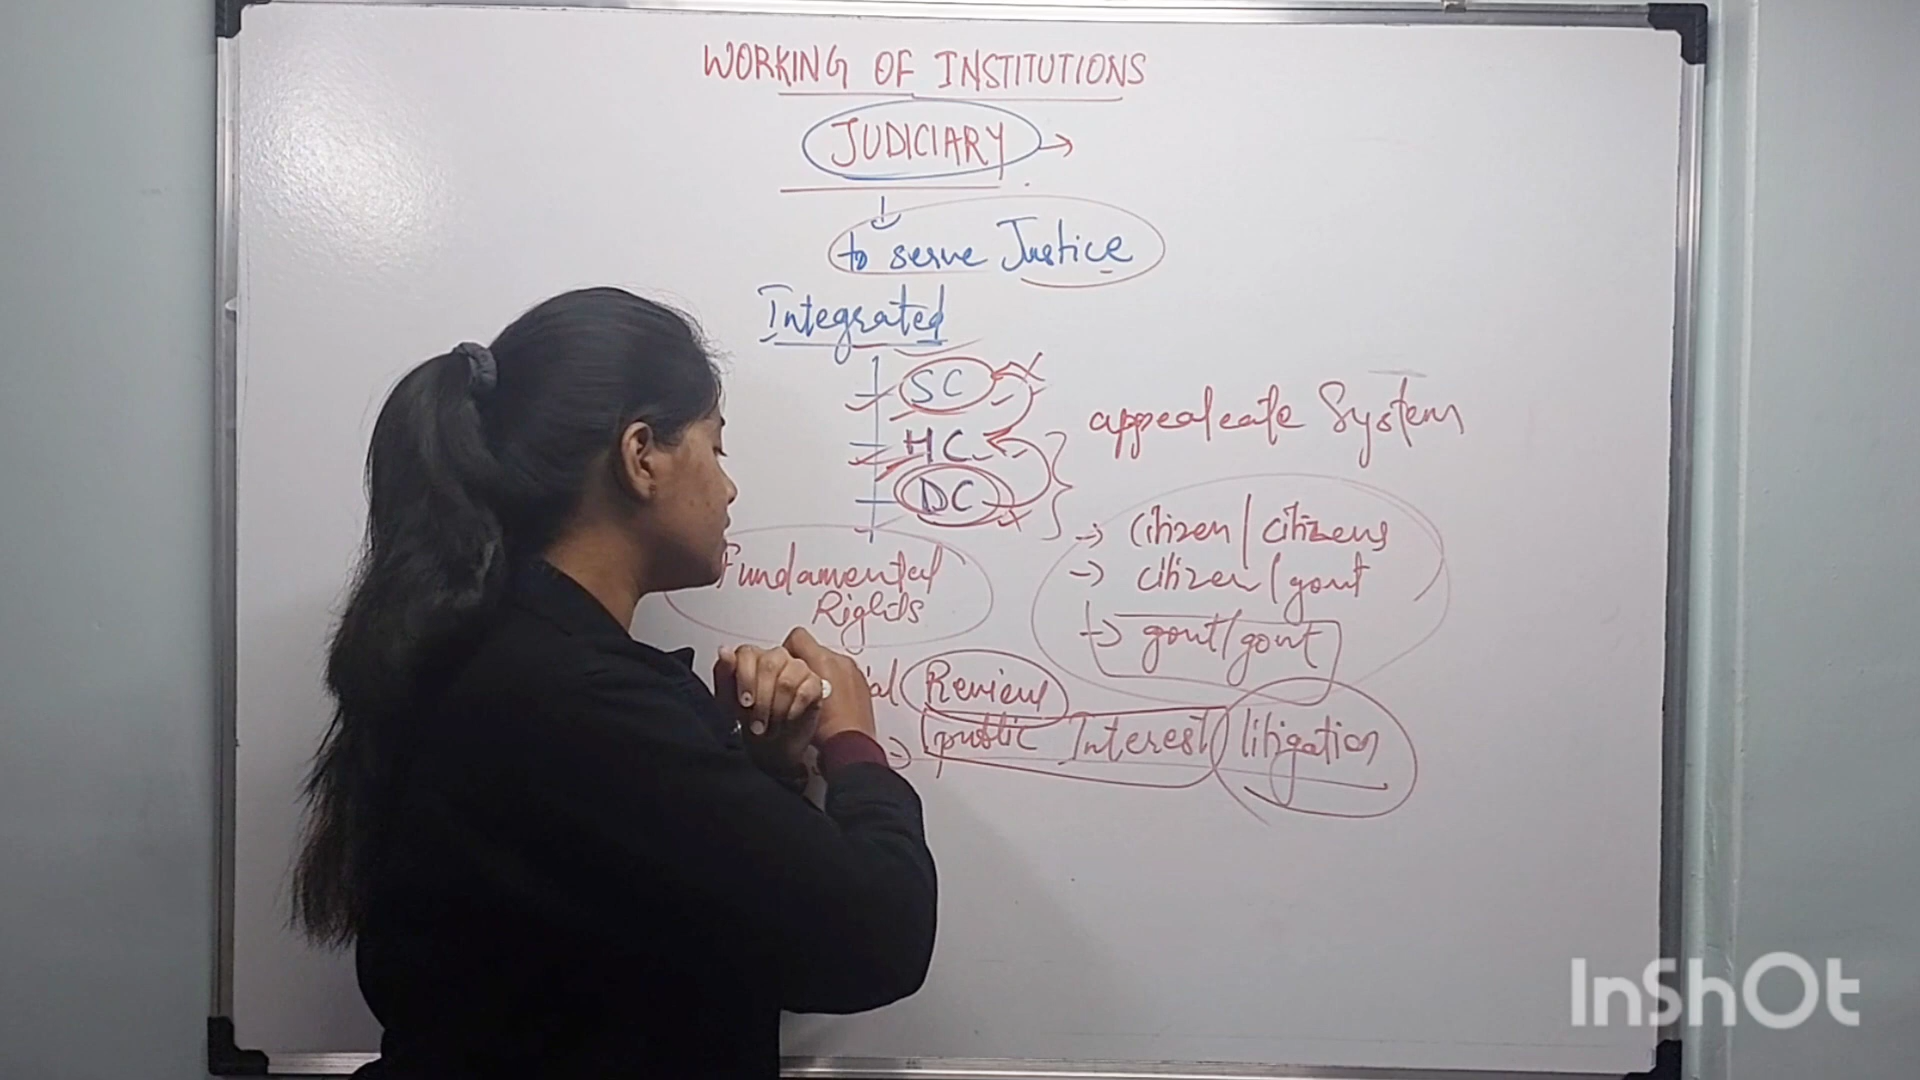 WORKING OF INSTITUTIONS
JUDICIARY →
to serve Justice
Integrated
SC
HC
appealeate System
DC
→ citizen / citizens
→ citizen / govt
→ govt / govt
Fundamental
Rights
Review
→ public Interest litigation
InShOt